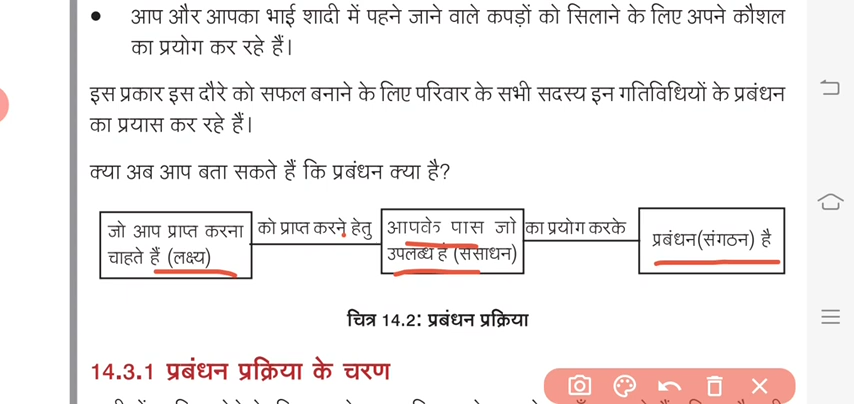 • आप और आपका भाई शादी में पहने जाने वाले कपड़ों को सिलाने के लिए अपने कौशल
का प्रयोग कर रहे हैं।
इस प्रकार इस दौरे को सफल बनाने के लिए परिवार के सभी सदस्य इन गतिविधियों के प्रबंधन
का प्रयास कर रहे हैं।
क्या अब आप बता सकते हैं कि प्रबंधन क्या है?
जो आप प्राप्त करना
चाहते हैं (लक्ष्य)
को प्राप्त करने हेतु
आपके पास जो
उपलब्ध है (संसाधन)
का प्रयोग करके
प्रबंधन(संगठन) है
चित्र 14.2: प्रबंधन प्रक्रिया
14.3.1 प्रबंधन प्रक्रिया के चरण